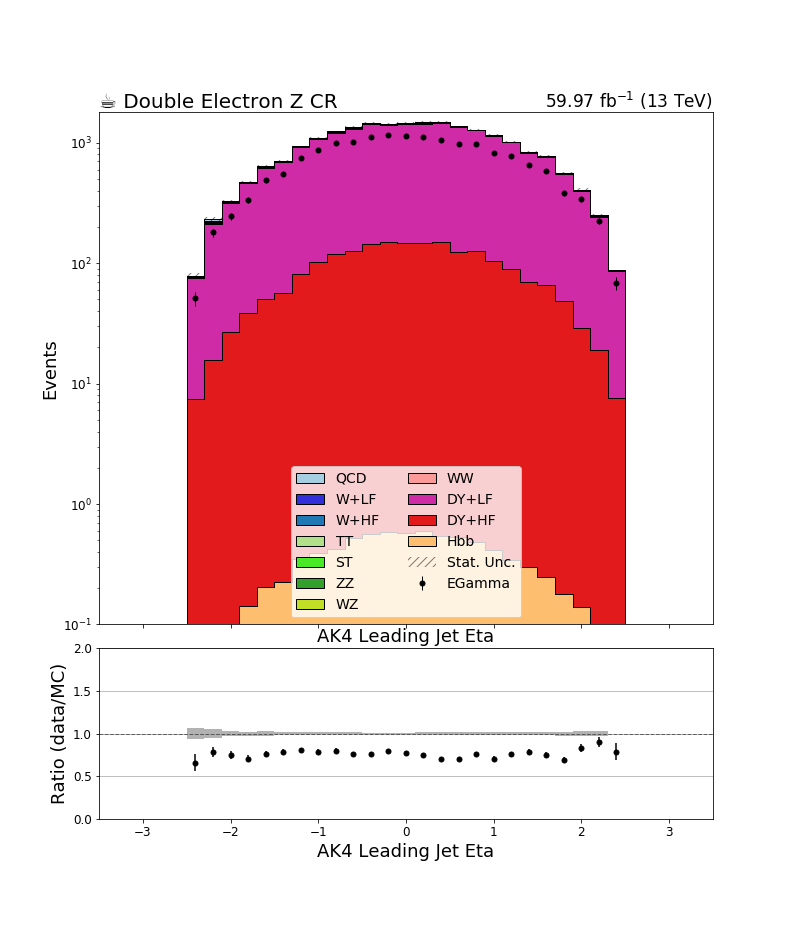 ☕ Double Electron Z CR
59.97 fb⁻¹ (13 TeV)
Events
10³
10²
10¹
10⁰
10⁻¹
QCD
W+LF
W+HF
TT
ST
ZZ
WZ
WW
DY+LF
DY+HF
Hbb
Stat. Unc.
EGamma
AK4 Leading Jet Eta
Ratio (data/MC)
2.0
1.5
1.0
0.5
0.0
−3 −2 −1 0 1 2 3
AK4 Leading Jet Eta